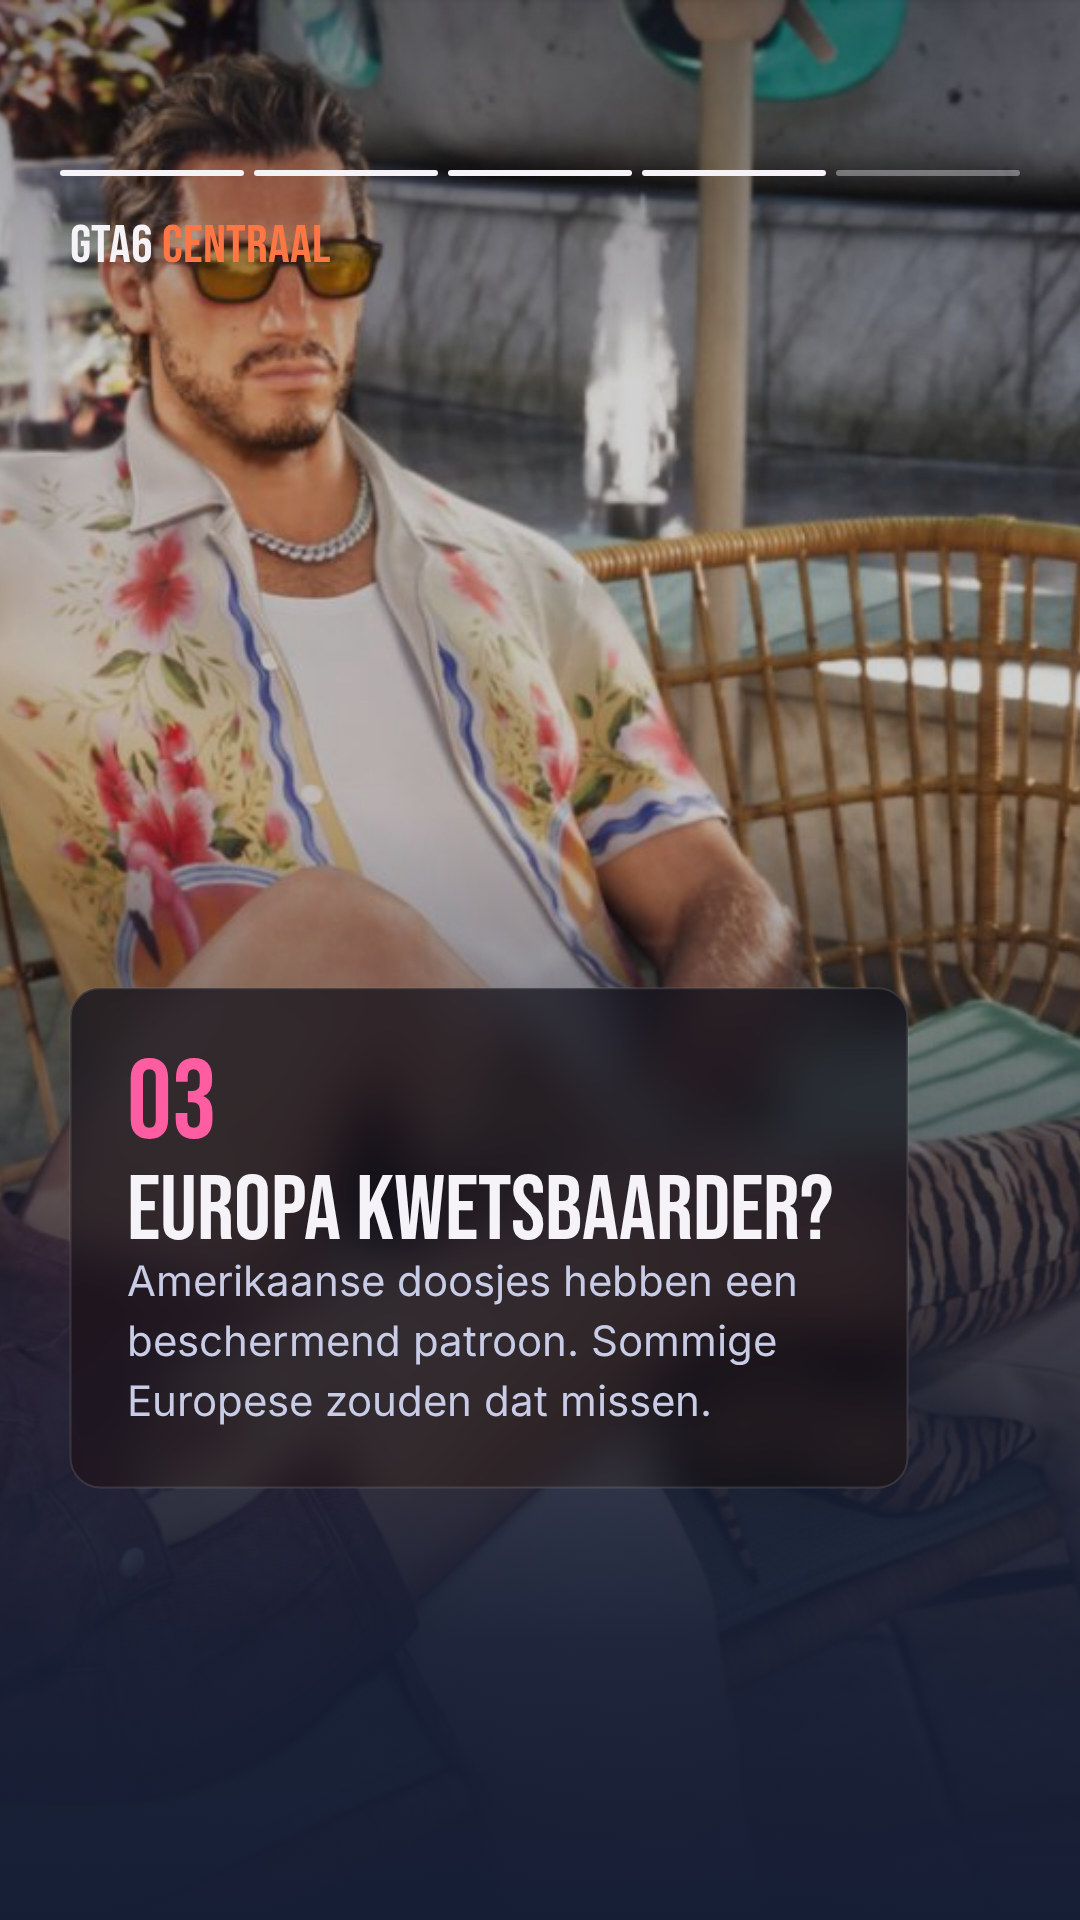 GTA6 CENTRAAL
03
EUROPA KWETSBAARDER?
Amerikaanse doosjes hebben een
beschermend patroon. Sommige
Europese zouden dat missen.